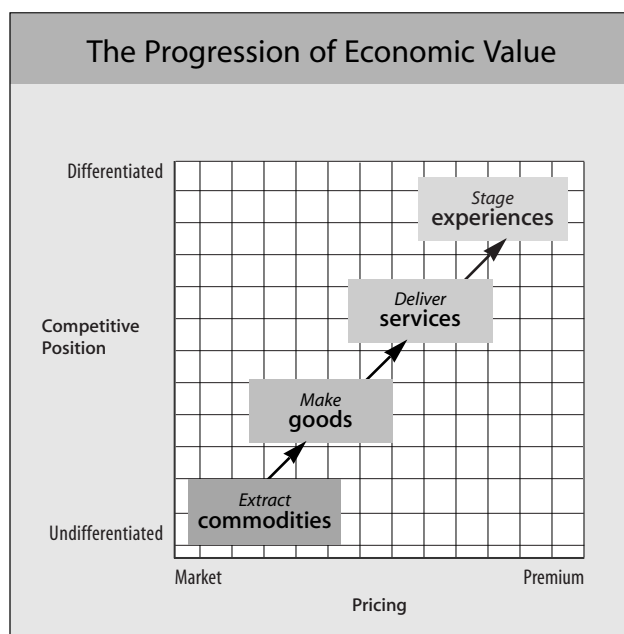 The Progression of Economic Value
Differentiated
Stage
experiences
Deliver
services
Competitive
Position
Make
goods
Extract
commodities
Undifferentiated
Market
Premium
Pricing